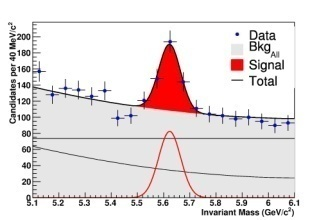 Candidates per 40 MeV/c²
200
180
160
140
120
100
80
60
40
20
0
5.1 5.2 5.3 5.4 5.5 5.6 5.7 5.8 5.9 6 6.1
Invariant Mass (GeV/c²)
Data
Bkg_All
Signal
Total